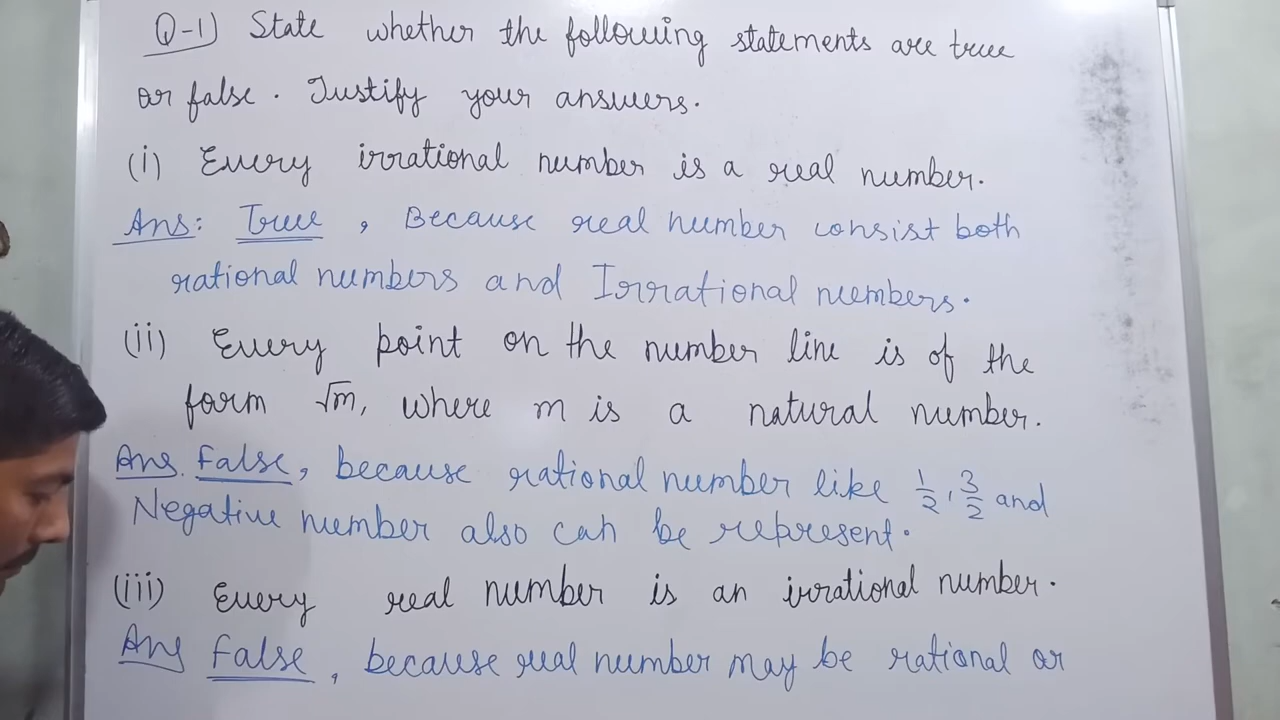 Q-1) State whether the following statements are true
or false. Justify your answers.
(i) Every irrational number is a real number.
Ans: True, Because real number consist both
rational numbers and Irrational numbers.
(ii) Every point on the number line is of the
form √m, where m is a natural number.
Ans. False, because rational number like 1/2, 3/2 and
Negative number also can be represent.
(iii) Every real number is an irrational number.
Ans False, because real number may be rational or